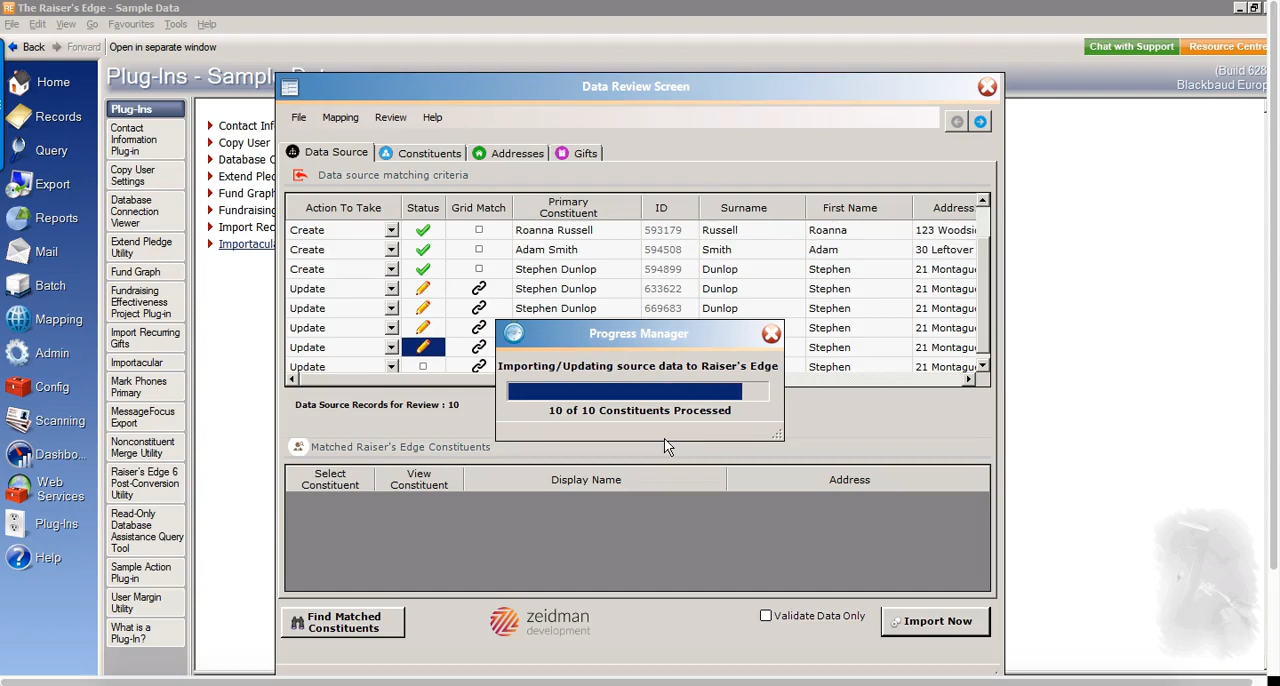 The Raiser's Edge - Sample Data
File Edit View Go Favourites Tools Help
Back Forward Open in separate window
Chat with Support Resource Centre
Plug-Ins - Sample
(Build 628
Blackbaud Europ
Home
Records
Query
Export
Reports
Mail
Batch
Mapping
Admin
Config
Scanning
Dashbo...
Web
Services
Plug-Ins
Help
Plug-Ins
Contact
Information
Plug-in
Copy User
Settings
Database
Connection
Viewer
Extend Pledge
Utility
Fund Graph
Fundraising
Effectiveness
Project Plug-in
Import Recurring
Gifts
Importacular
Mark Phones
Primary
MessageFocus
Export
Nonconstituent
Merge Utility
Raiser's Edge 6
Post-Conversion
Utility
Read-Only
Database
Assistance Query
Tool
Sample Action
Plug-in
User Margin
Utility
What is a
Plug-In?
Contact Inf
Copy User
Database C
Extend Ple
Fund Grap
Fundraising
Import Rec
Importacul
Data Review Screen
File Mapping Review Help
Data Source Constituents Addresses Gifts
Data source matching criteria
Action To Take Status Grid Match Primary Constituent ID Surname First Name Address
Create Roanna Russell 593179 Russell Roanna 123 Woodsi
Create Adam Smith 594508 Smith Adam 30 Leftover
Create Stephen Dunlop 594899 Dunlop Stephen 21 Montagu
Update Stephen Dunlop 633622 Dunlop Stephen 21 Montagu
Update Stephen Dunlop 669683 Dunlop Stephen 21 Montagu
Update Stephen 21 Montagu
Update Stephen 21 Montagu
Update Stephen 21 Montagu
Progress Manager
Importing/Updating source data to Raiser's Edge
10 of 10 Constituents Processed
Data Source Records for Review : 10
Matched Raiser's Edge Constituents
Select Constituent View Constituent Display Name Address
Find Matched
Constituents
zeidman
development
Validate Data Only
Import Now